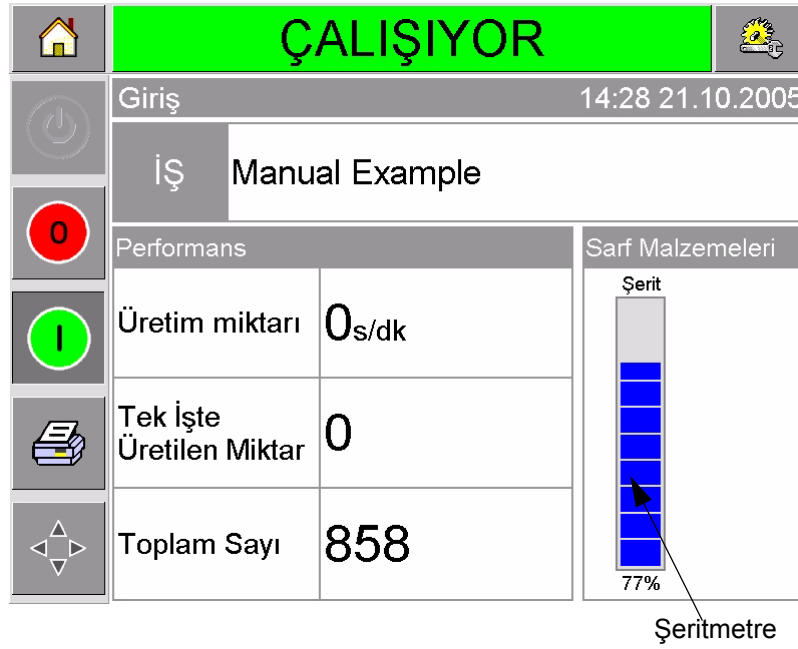 ÇALIŞIYOR
Giriş 14:28 21.10.2005
İŞ Manual Example
0
Performans
Sarf Malzemeleri
Şerit
I
Üretim miktarı 0s/dk
Tek İşte
Üretilen Miktar 0
Toplam Sayı 858
77%
Şeritmetre